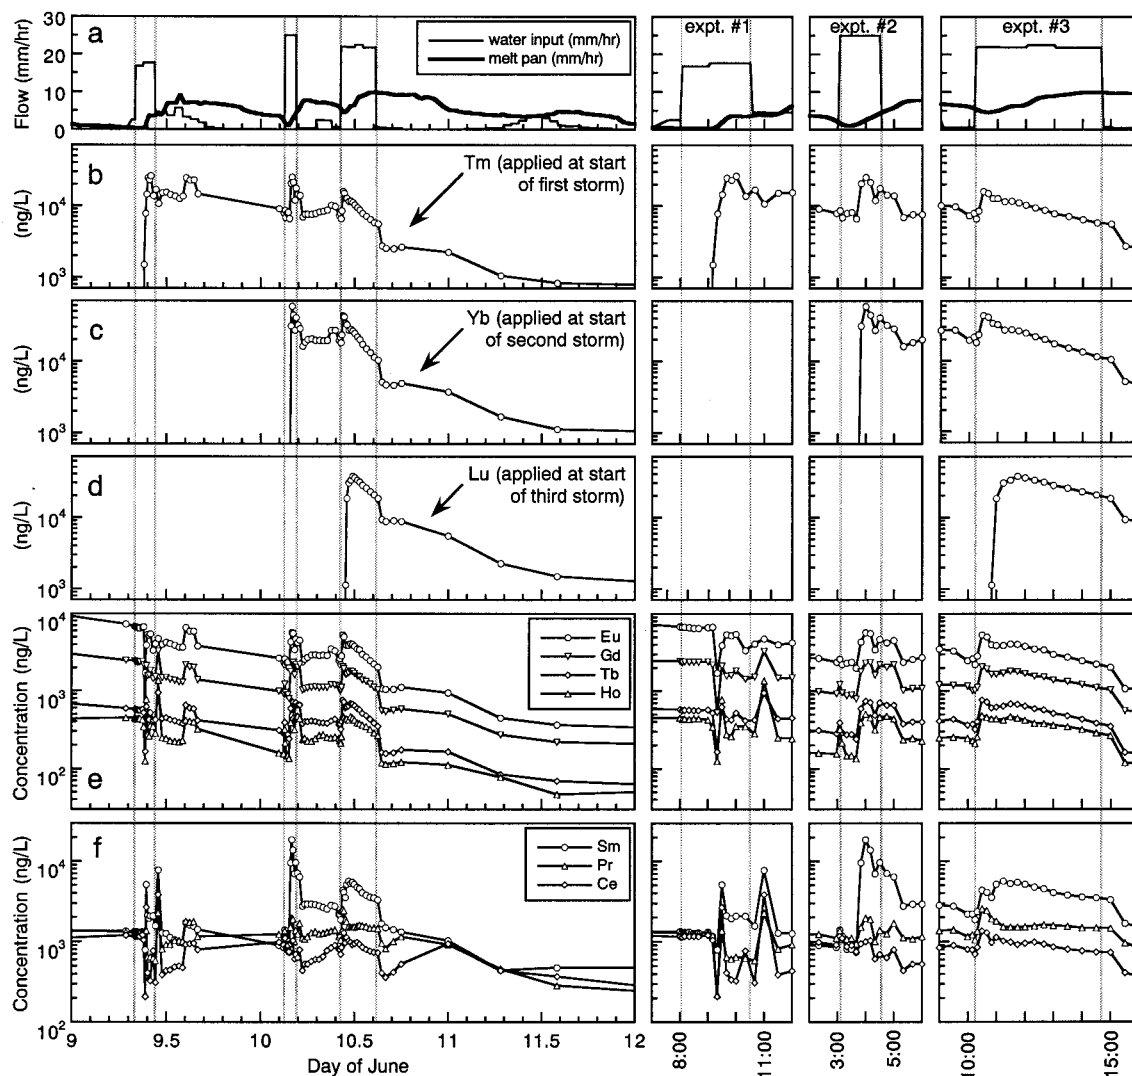 a
Flow (mm/hr)
30
20
10
0
water input (mm/hr)
melt pan (mm/hr)
expt. #1
expt. #2
expt. #3
b
(ng/L)
10^4
10^3
Tm (applied at start
of first storm)
c
(ng/L)
10^4
10^3
Yb (applied at start
of second storm)
d
(ng/L)
10^4
10^3
Lu (applied at start
of third storm)
e
Concentration (ng/L)
10^4
10^3
10^2
Eu
Gd
Tb
Ho
f
Concentration (ng/L)
10^4
10^3
10^2
Sm
Pr
Ce
9
9.5
10
10.5
11
11.5
12
Day of June
8:00
11:00
3:00
5:00
10:00
15:00